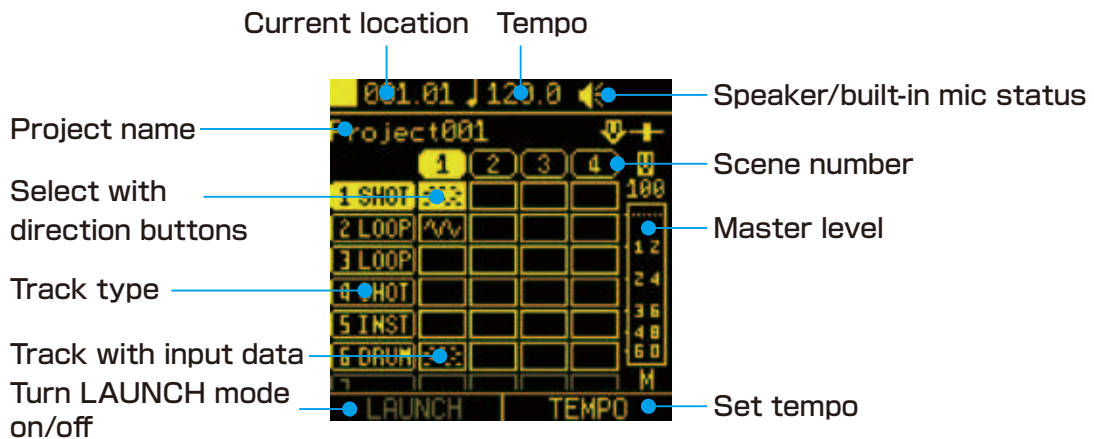 Current location Tempo
001.01 120.0
Speaker/built-in mic status
Project name
Project001
1 2 3 4
Scene number
Select with
direction buttons
1 SHOT
100
2 LOOP
12
Master level
3 LOOP
24
Track type
4 SHOT
36
5 INST
48
Track with input data
6 DRUM
60
7
M
Turn LAUNCH mode
on/off
LAUNCH TEMPO
Set tempo